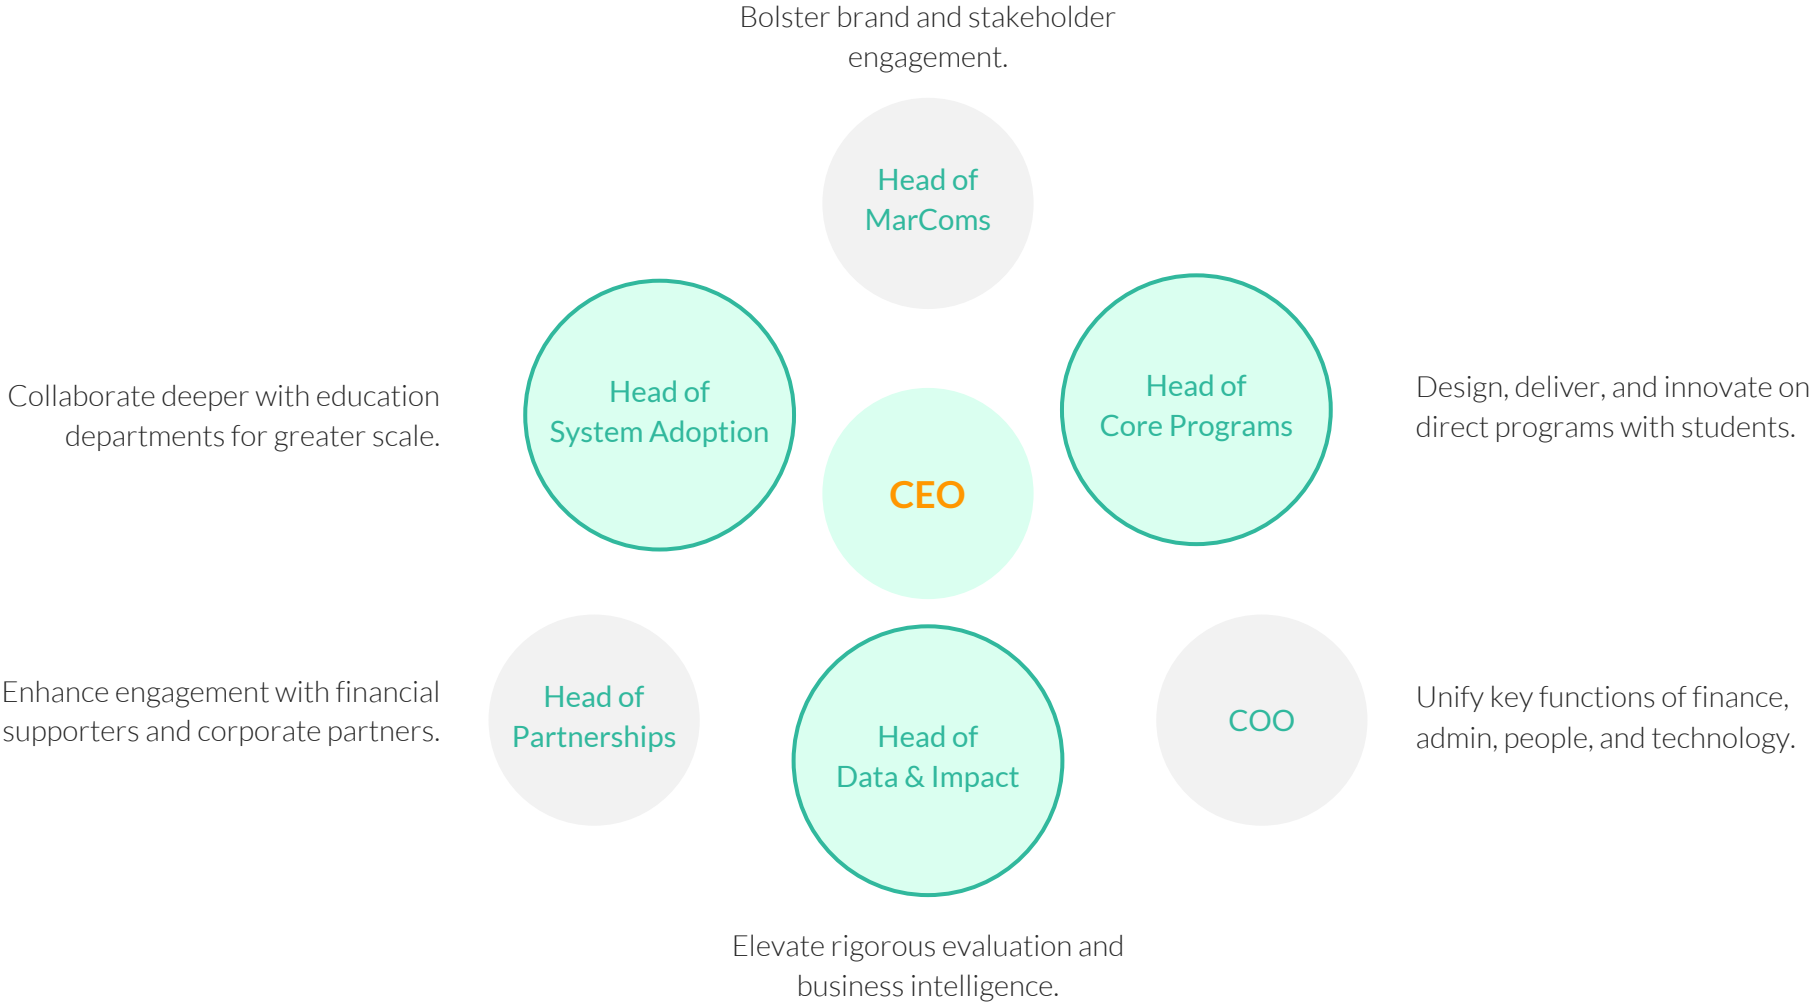 Bolster brand and stakeholder
engagement.
Head of
MarComs
Collaborate deeper with education
departments for greater scale.
Head of
System Adoption
CEO
Head of
Core Programs
Design, deliver, and innovate on
direct programs with students.
Enhance engagement with financial
supporters and corporate partners.
Head of
Partnerships
Head of
Data & Impact
COO
Unify key functions of finance,
admin, people, and technology.
Elevate rigorous evaluation and
business intelligence.